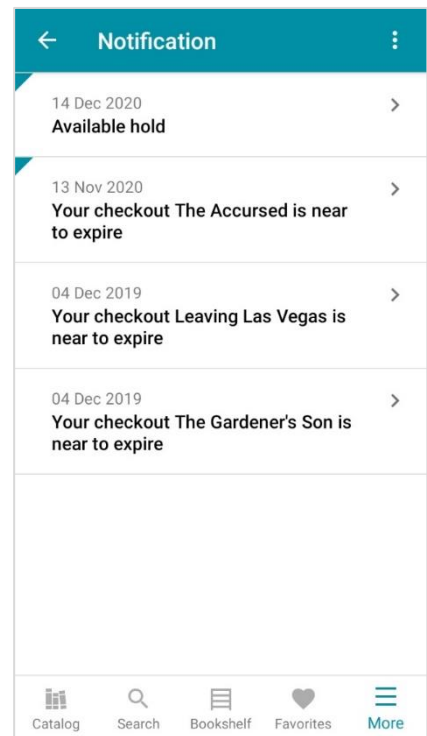 Notification
14 Dec 2020
Available hold
13 Nov 2020
Your checkout The Accursed is near
to expire
04 Dec 2019
Your checkout Leaving Las Vegas is
near to expire
04 Dec 2019
Your checkout The Gardener's Son is
near to expire
Catalog Search Bookshelf Favorites More